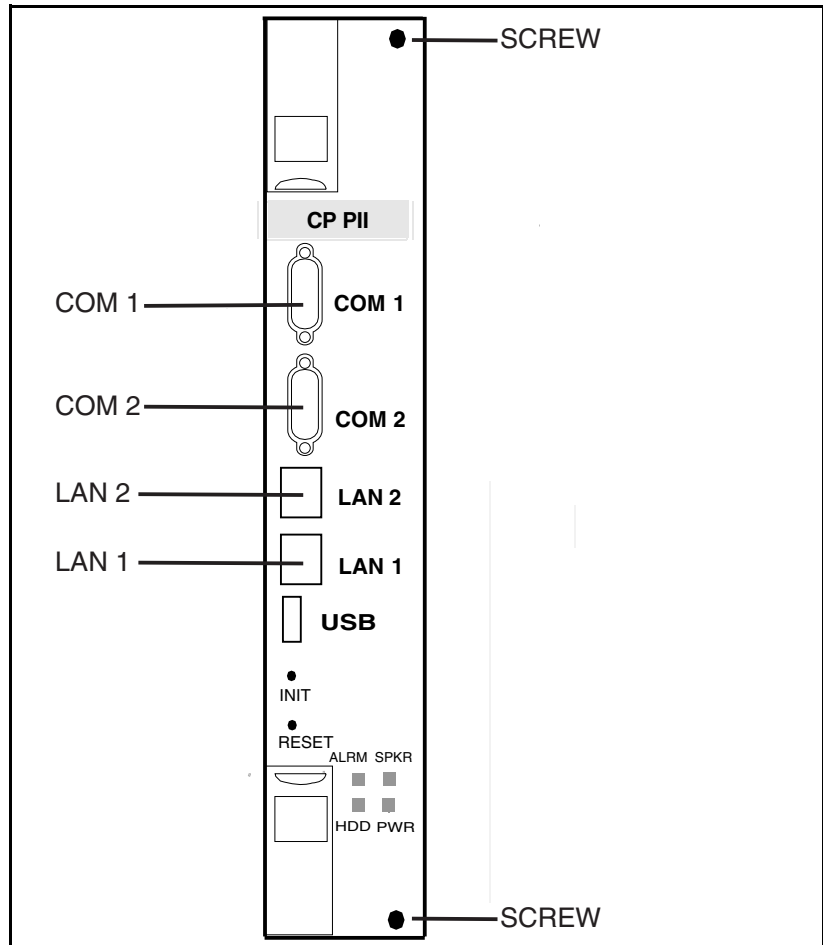 SCREW
CP PII
COM 1 COM 1
COM 2 COM 2
LAN 2 LAN 2
LAN 1 LAN 1
USB
INIT
RESET
ALRM SPKR
HDD PWR
SCREW